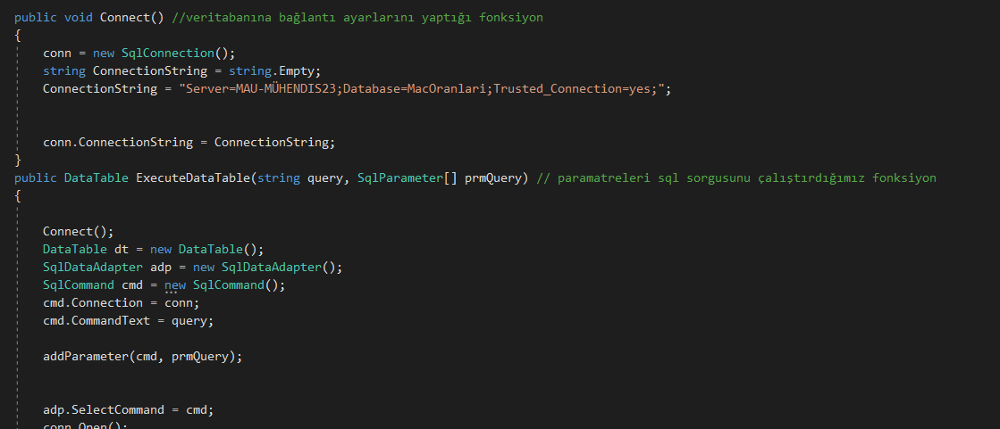 public void Connect() //veritabanına bağlantı ayarlarını yaptığı fonksiyon
{
conn = new SqlConnection();
string ConnectionString = string.Empty;
ConnectionString = "Server=MAU-MÜHENDIS23;Database=MacOranlari;Trusted_Connection=yes;";
conn.ConnectionString = ConnectionString;
}
public DataTable ExecuteDataTable(string query, SqlParameter[] prmQuery) // paramatreleri sql sorgusunu çalıştırdığımız fonksiyon
{
Connect();
DataTable dt = new DataTable();
SqlDataAdapter adp = new SqlDataAdapter();
SqlCommand cmd = new SqlCommand();
cmd.Connection = conn;
cmd.CommandText = query;
addParameter(cmd, prmQuery);
adp.SelectCommand = cmd;
conn.Open();